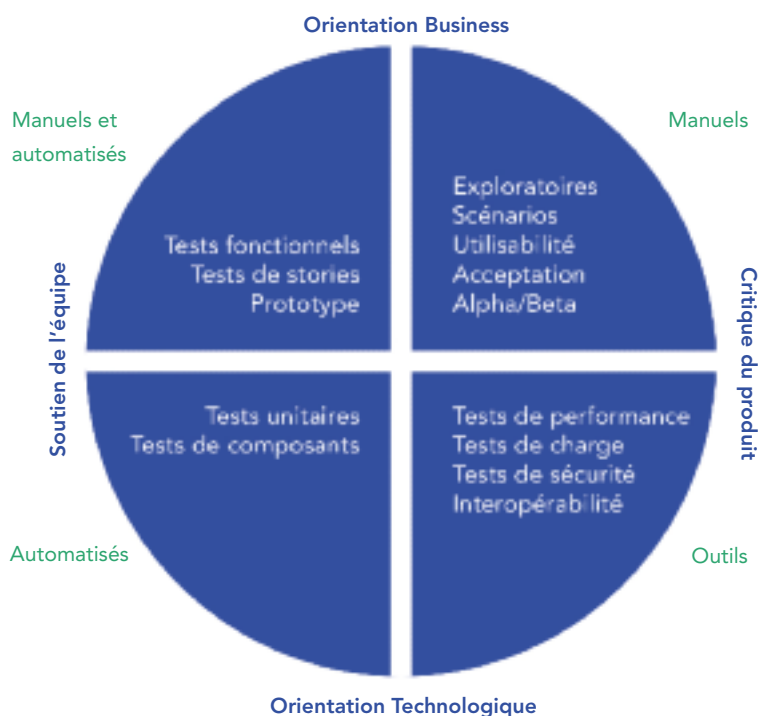 Orientation Business
Manuels et
automatisés
Manuels
Tests fonctionnels
Tests de stories
Prototype
Exploratoires
Scénarios
Utilisabilité
Acceptation
Alpha/Beta
Soutien de l'équipe
Critique du produit
Tests unitaires
Tests de composants
Tests de performance
Tests de charge
Tests de sécurité
Interopérabilité
Automatisés
Outils
Orientation Technologique